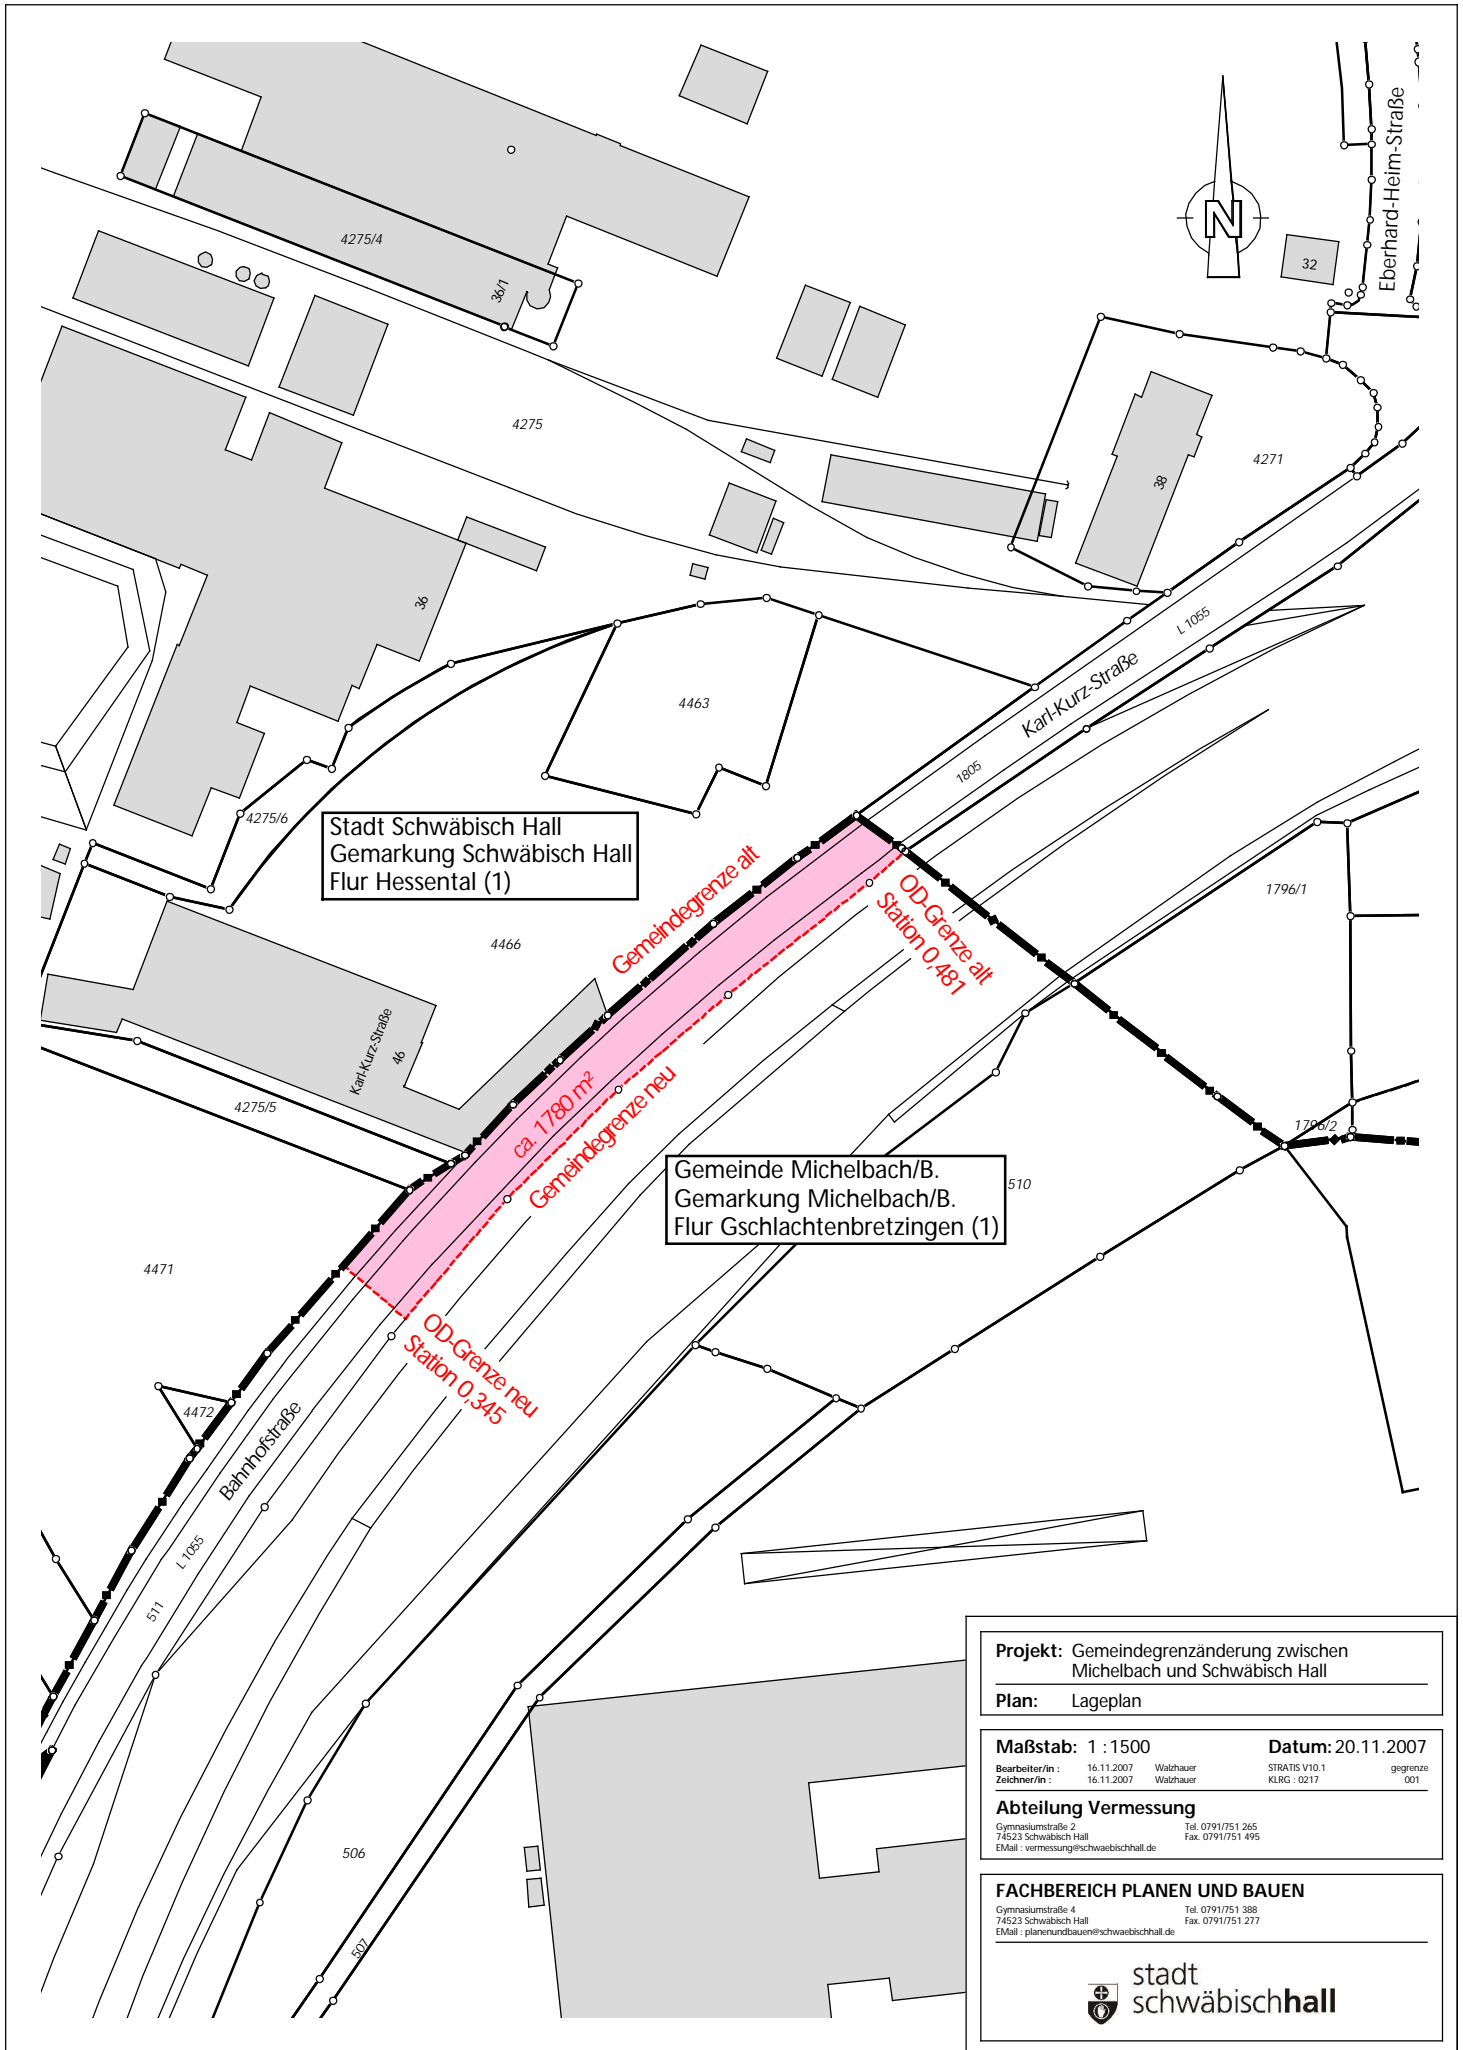 Eberhard-Heim-Straße
N
32
4275/4
36/1
4275
4271
38
36
L 1055
Karl-Kurz-Straße
4463
1805
4275/6
Stadt Schwäbisch Hall
Gemarkung Schwäbisch Hall
Flur Hessental (1)
Gemeindegrenze alt
OD-Grenze alt
Station 0,481
1796/1
4466
Karl-Kurz-Straße
46
ca. 1780 m²
Gemeindegrenze neu
4275/5
1796/2
Gemeinde Michelbach/B.
Gemarkung Michelbach/B.
Flur Gschlachtenbretzingen (1)
510
4471
OD-Grenze neu
Station 0,345
4472
Bahnhofstraße
L 1055
511
506
507
Projekt: Gemeindegrenzänderung zwischen
Michelbach und Schwäbisch Hall
Plan: Lageplan
Maßstab: 1 : 1500 Datum: 20.11.2007
Bearbeiter/in : 16.11.2007 Walzhauer STRATIS V10.1 gegrenze
Zeichner/in : 16.11.2007 Walzhauer KLRG : 0217 001
Abteilung Vermessung
Gymnasiumstraße 2 Tel. 0791/751 265
74523 Schwäbisch Hall Fax. 0791/751 495
EMail : vermessung@schwaebischhall.de
FACHBEREICH PLANEN UND BAUEN
Gymnasiumstraße 4 Tel. 0791/751 388
74523 Schwäbisch Hall Fax. 0791/751 277
EMail : planenundbauen@schwaebischhall.de
stadt
schwäbischhall